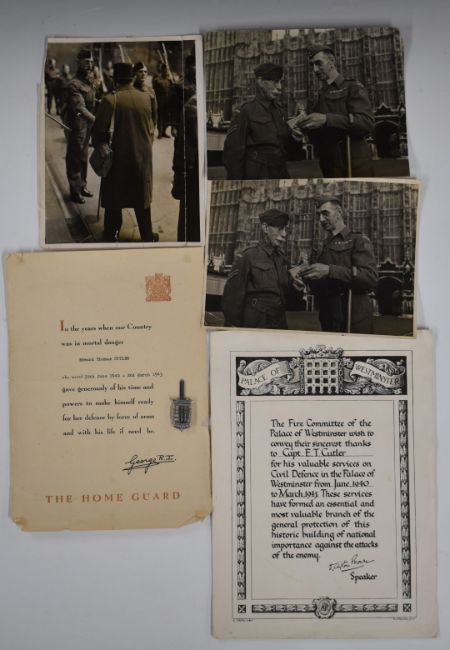 In the years when our Country
was in mortal danger
Edward Thomas CUTLER
who served 30th June 1940 - 2nd March 1943
gave generously of his time and
powers to make himself ready
for her defence by force of arms
and with his life if need be.
George R.I.
THE HOME GUARD
PALACE OF WESTMINSTER
The Fire Committee of the
Palace of Westminster wish to
convey their sincerest thanks
to Capt. E.T. Cutler
for his valuable services on
Civil Defence in the Palace of
Westminster from June, 1940
to March, 1943. These services
have formed an essential and
most valuable branch of the
general protection of this
historic building of national
importance against the attacks
of the enemy.
Speaker